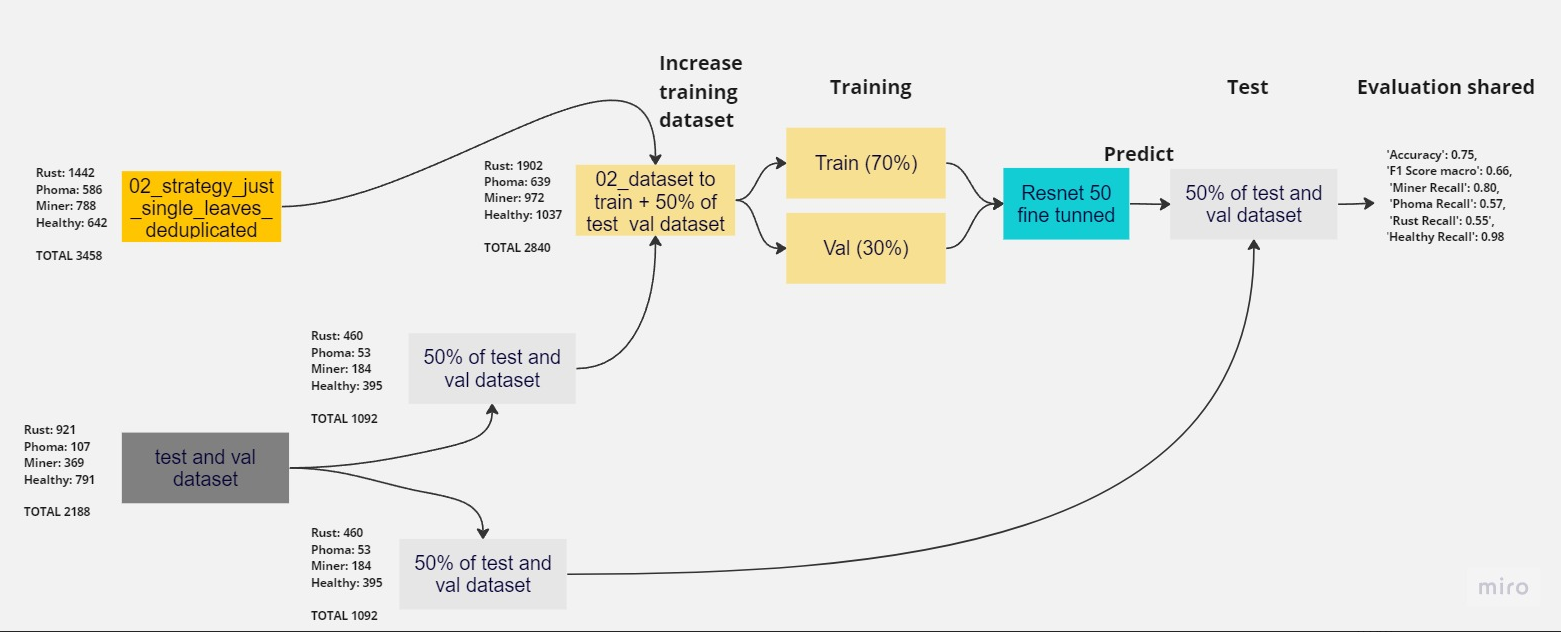 Increase
training
dataset
Training
Test
Evaluation shared
Rust: 1442
Phoma: 586
Miner: 788
Healthy: 642
TOTAL 3458
02_strategy_just
_single_leaves_
deduplicated
Rust: 1902
Phoma: 639
Miner: 972
Healthy: 1037
TOTAL 2840
02_dataset to
train + 50% of
test_val dataset
Train (70%)
Val (30%)
Predict
Resnet 50
fine tunned
50% of test and
val dataset
'Accuracy': 0.75,
'F1 Score macro': 0.66,
'Miner Recall': 0.80,
'Phoma Recall': 0.57,
'Rust Recall': 0.55',
'Healthy Recall': 0.98
Rust: 460
Phoma: 53
Miner: 184
Healthy: 395
TOTAL 1092
50% of test and
val dataset
Rust: 921
Phoma: 107
Miner: 369
Healthy: 791
TOTAL 2188
test and val
dataset
Rust: 460
Phoma: 53
Miner: 184
Healthy: 395
TOTAL 1092
50% of test and
val dataset
miro